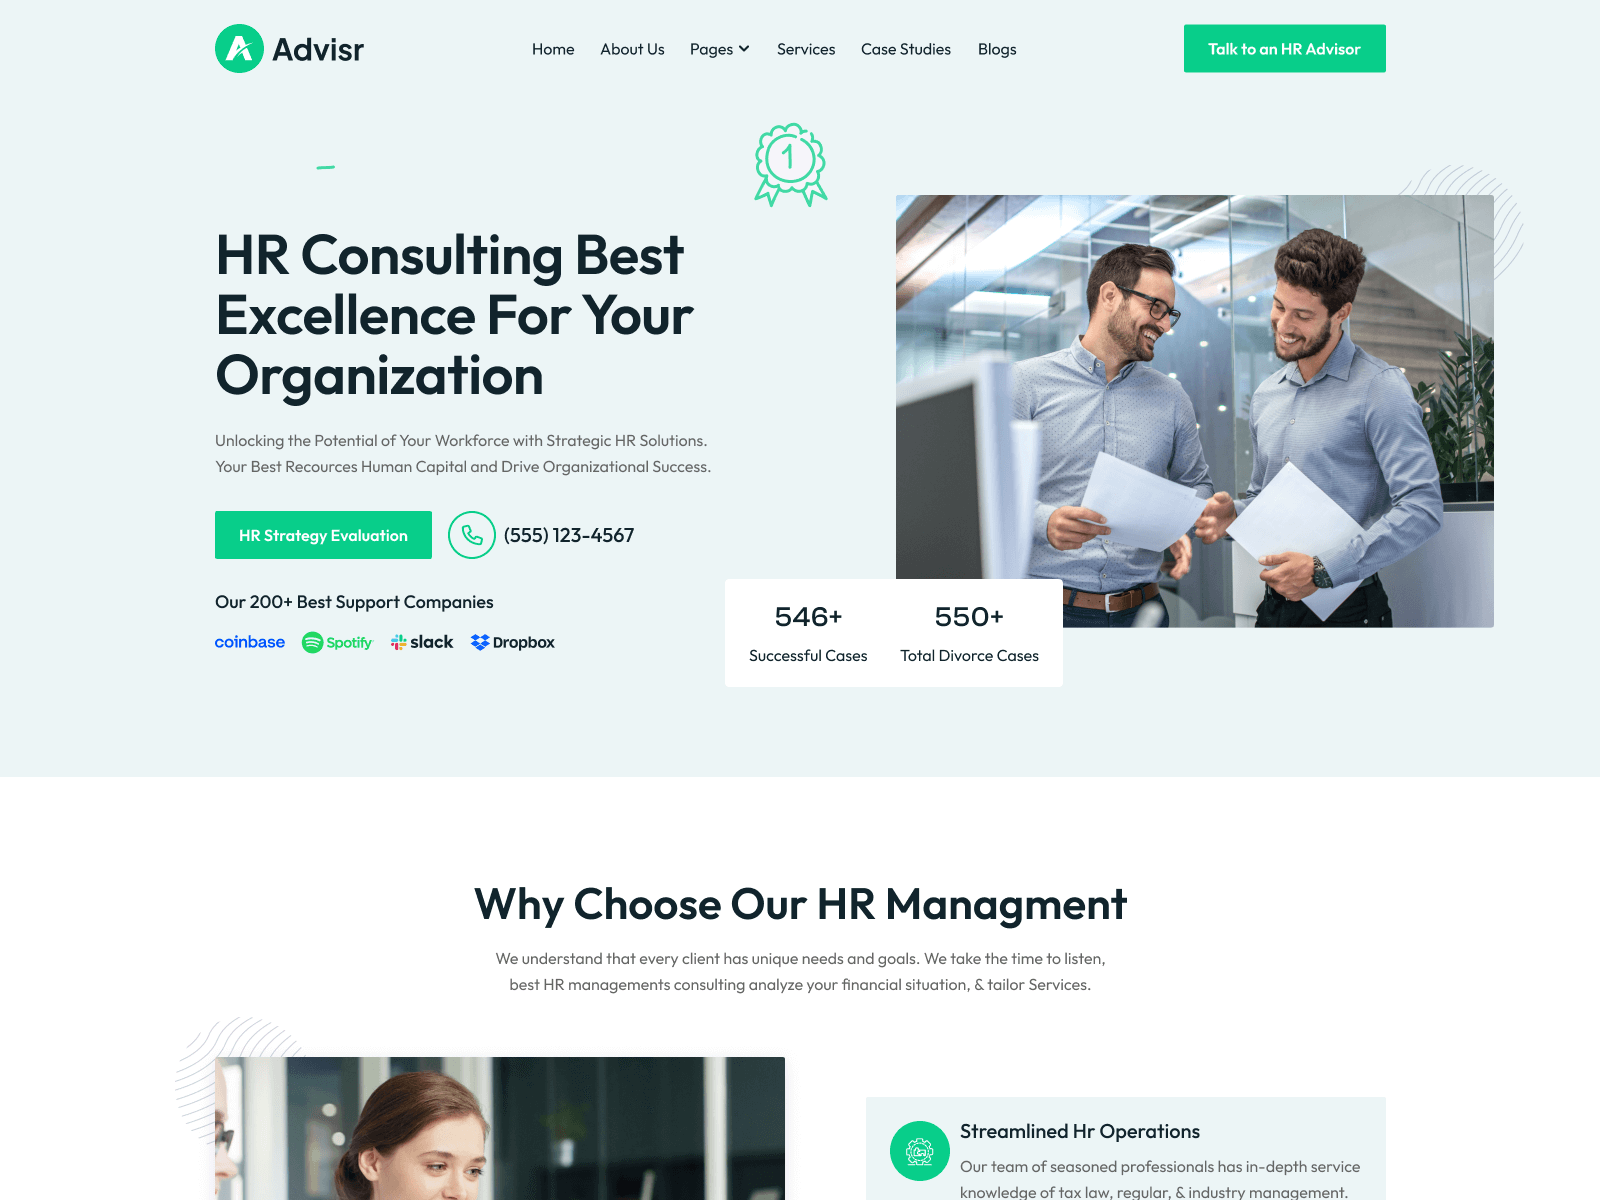 Advisr
Home
About Us
Pages
Services
Case Studies
Blogs
Talk to an HR Advisor
1
HR Consulting Best
Excellence For Your
Organization
Unlocking the Potential of Your Workforce with Strategic HR Solutions.
Your Best Recources Human Capital and Drive Organizational Success.
HR Strategy Evaluation
(555) 123-4567
Our 200+ Best Support Companies
coinbase
Spotify
slack
Dropbox
546+
Successful Cases
550+
Total Divorce Cases
Why Choose Our HR Managment
We understand that every client has unique needs and goals. We take the time to listen,
best HR managements consulting analyze your financial situation, & tailor Services.
Streamlined Hr Operations
Our team of seasoned professionals has in-depth service
knowledge of tax law, regular, & industry management.